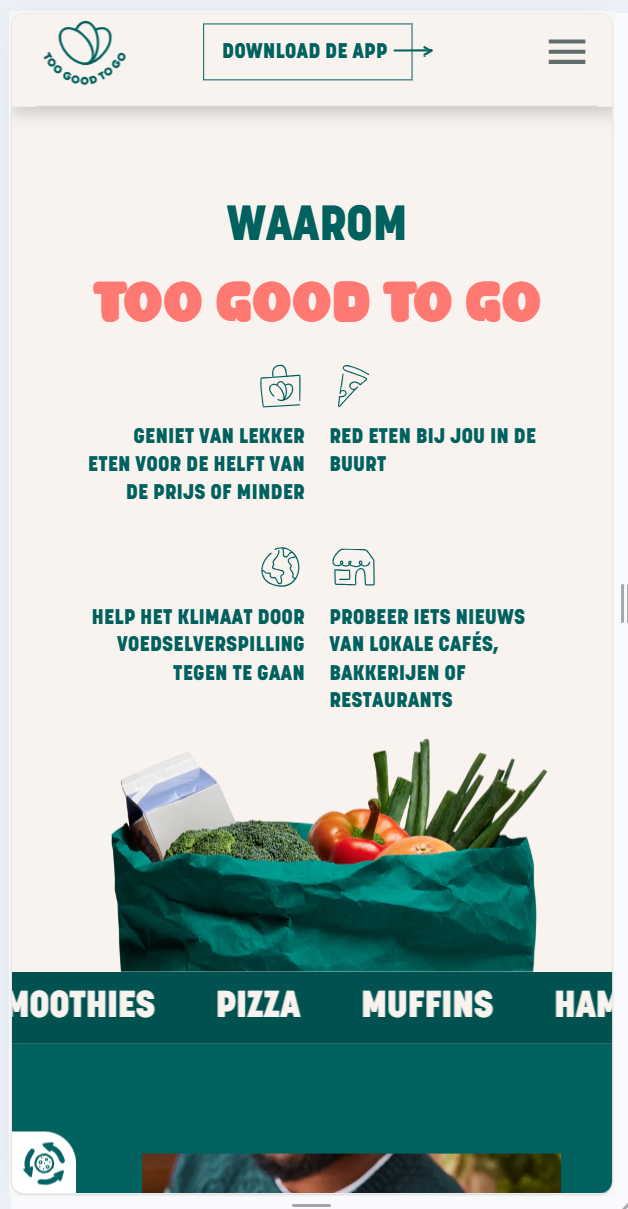 TOO GOOD TO GO
DOWNLOAD DE APP
WAAROM
TOO GOOD TO GO
GENIET VAN LEKKER
ETEN VOOR DE HELFT VAN
DE PRIJS OF MINDER
RED ETEN BIJ JOU IN DE
BUURT
HELP HET KLIMAAT DOOR
VOEDSELVERSPILLING
TEGEN TE GAAN
PROBEER IETS NIEUWS
VAN LOKALE CAFÉS,
BAKKERIJEN OF
RESTAURANTS
MOOTHIES PIZZA MUFFINS HAM